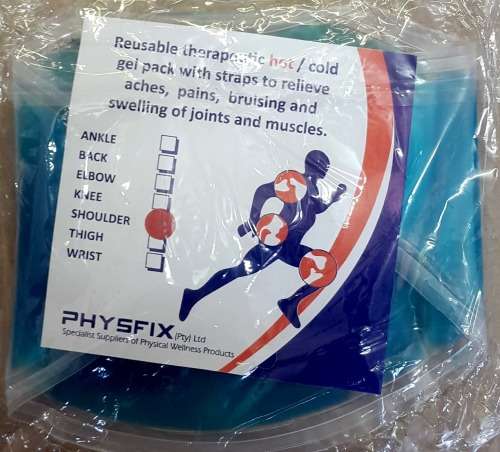 Reusable therapeutic hot / cold
gel pack with straps to relieve
aches, pains, bruising and
swelling of joints and muscles.
ANKLE
BACK
ELBOW
KNEE
SHOULDER
THIGH
WRIST
PHYSFIX (Pty) Ltd
Specialist Suppliers of Physical Wellness Products